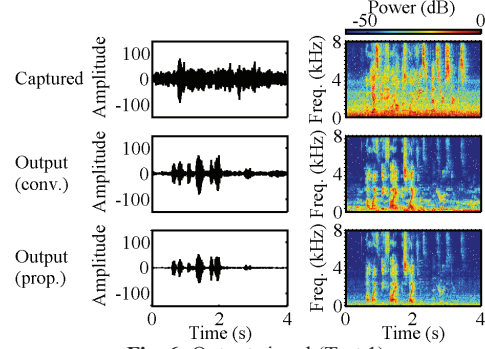 Power (dB)
-50 0
Captured
Amplitude
100
0
-100
Freq. (kHz)
8
4
0
Output
(conv.)
Amplitude
100
0
-100
Freq. (kHz)
8
4
0
Output
(prop.)
Amplitude
100
0
-100
Freq. (kHz)
8
4
0
0 2 4
Time (s)
0 2 4
Time (s)